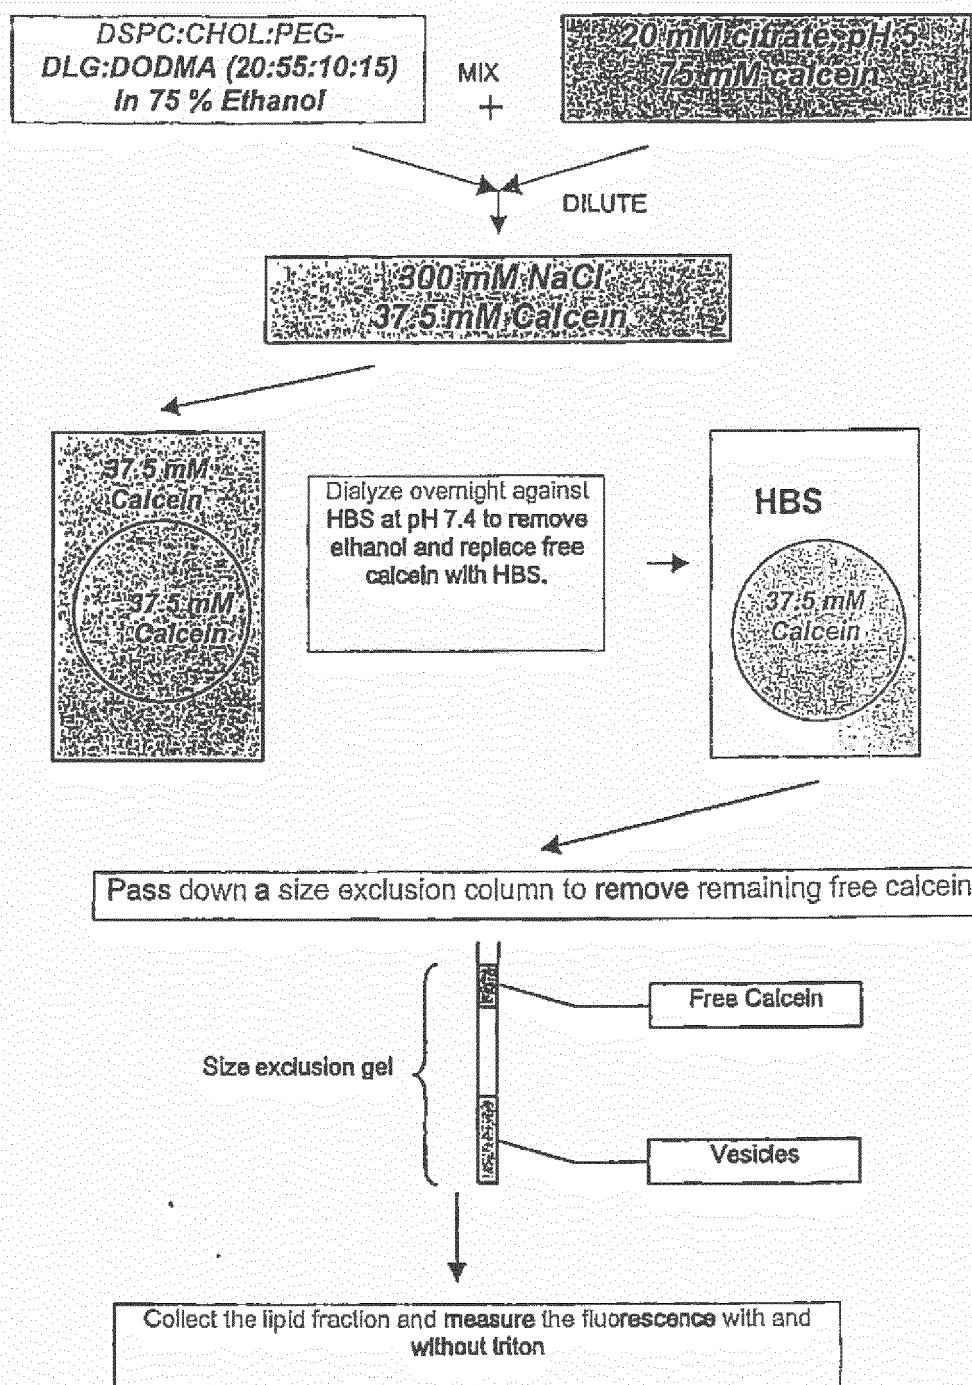 DSPC:CHOL:PEG-
DLG:DODMA (20:55:10:15)
In 75 % Ethanol
MIX
+
20 mM citrate, pH 5
75 mM calcein
DILUTE
300 mM NaCl
37.5 mM Calcein
37.5 mM
Calcein
37.5 mM
Calcein
Dialyze overnight against
HBS at pH 7.4 to remove
ethanol and replace free
calcein with HBS.
HBS
37.5 mM
Calcein
Pass down a size exclusion column to remove remaining free calcein
Free Calcein
Size exclusion gel
Vesicles
Collect the lipid fraction and measure the fluorescence with and
without triton